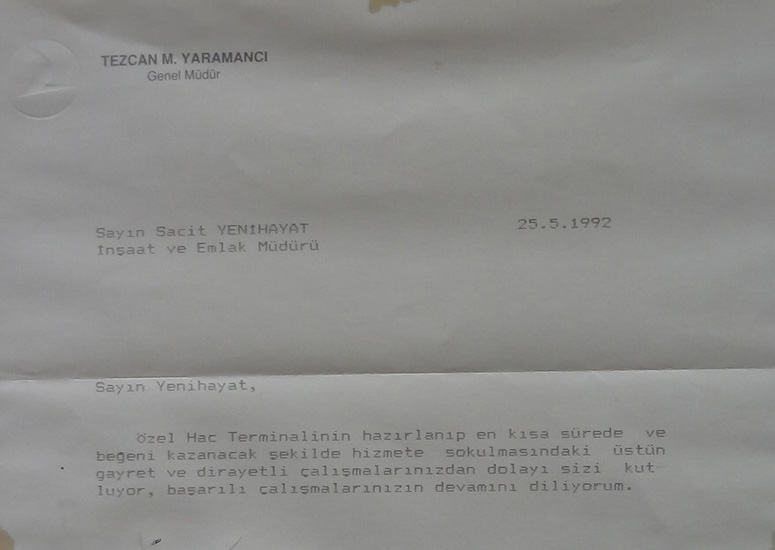 TEZCAN M. YARAMANCI
Genel Müdür
Sayın Sacit YENİHAYAT 25.5.1992
İnşaat ve Emlak Müdürü
Sayın Yenihayat,
özel Hac Terminalinin hazırlanıp en kısa sürede ve
beğeni kazanacak şekilde hizmete sokulmasındaki üstün
gayret ve dirayetli çalışmalarınızdan dolayı sizi kut-
luyor, başarılı çalışmalarınızın devamını diliyorum.